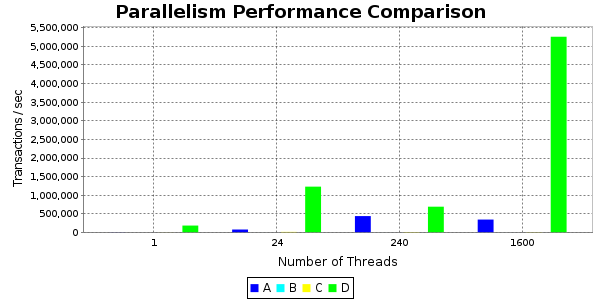 Parallelism Performance Comparison
5,500,000
5,000,000
4,500,000
4,000,000
3,500,000
3,000,000
2,500,000
2,000,000
1,500,000
1,000,000
500,000
0
Transactions / sec
1 24 240 1600
Number of Threads
A B C D